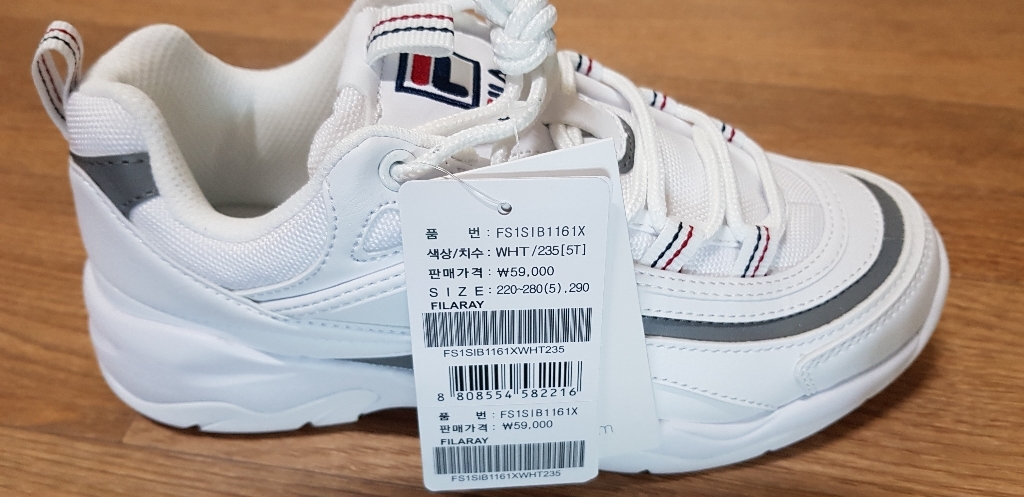 FILA
품 번 : FS1SIB1161X
색상/치수 : WHT/235[5T]
판매가격 : ₩59,000
SIZE : 220~280(5),290
FILARAY
FS1SIB1161XWHT235
8 808554 582216
품 번 : FS1SIB1161X
판매가격 : ₩59,000
FILARAY
FS1SIB1161XWHT235